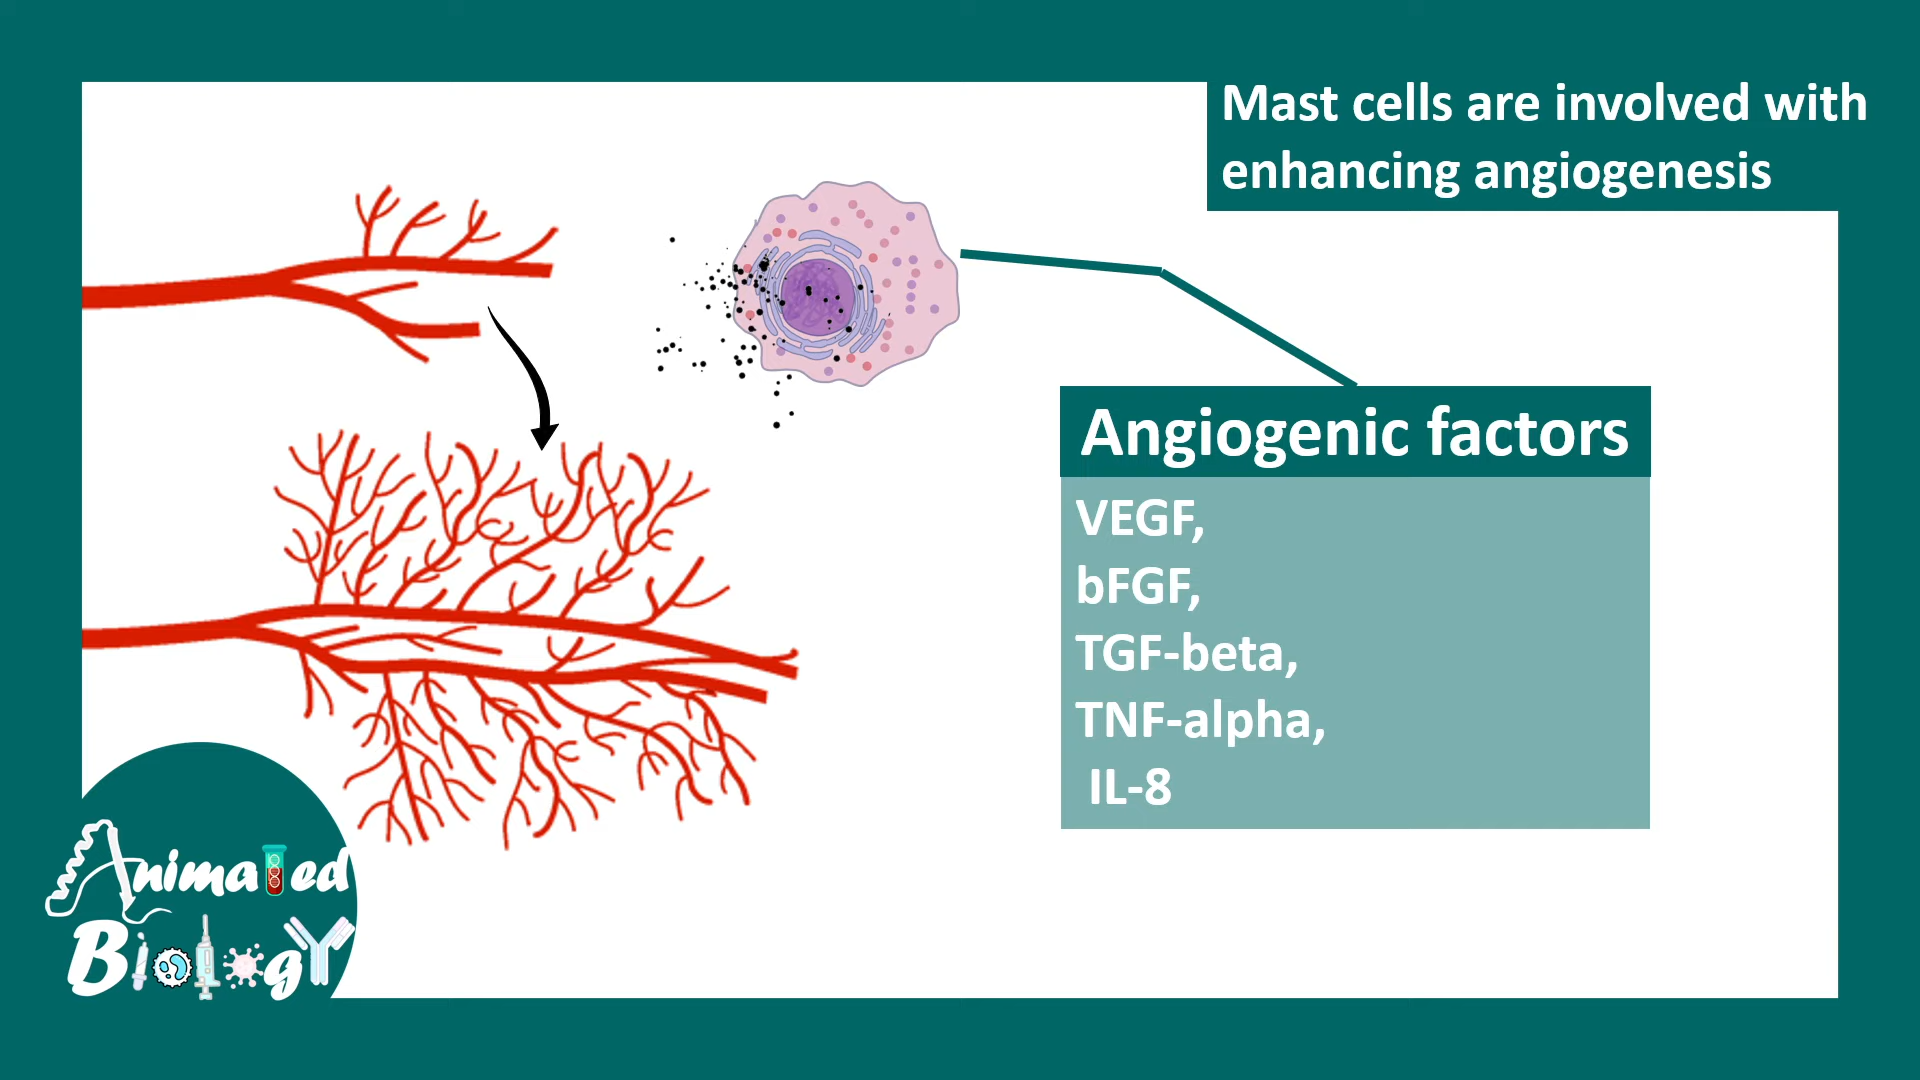 Mast cells are involved with
enhancing angiogenesis
Angiogenic factors
VEGF,
bFGF,
TGF-beta,
TNF-alpha,
IL-8
Animated
Biology